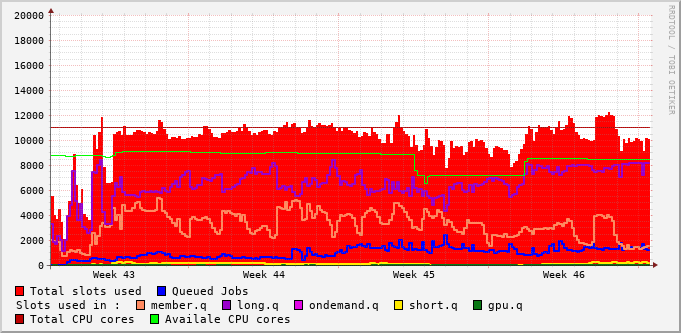 20000
18000
16000
14000
12000
10000
8000
6000
4000
2000
0
Week 43 Week 44 Week 45 Week 46
RRDTOOL / TOBI OETIKER
Total slots used Queued Jobs
Slots used in : member.q long.q ondemand.q short.q gpu.q
Total CPU cores Availale CPU cores